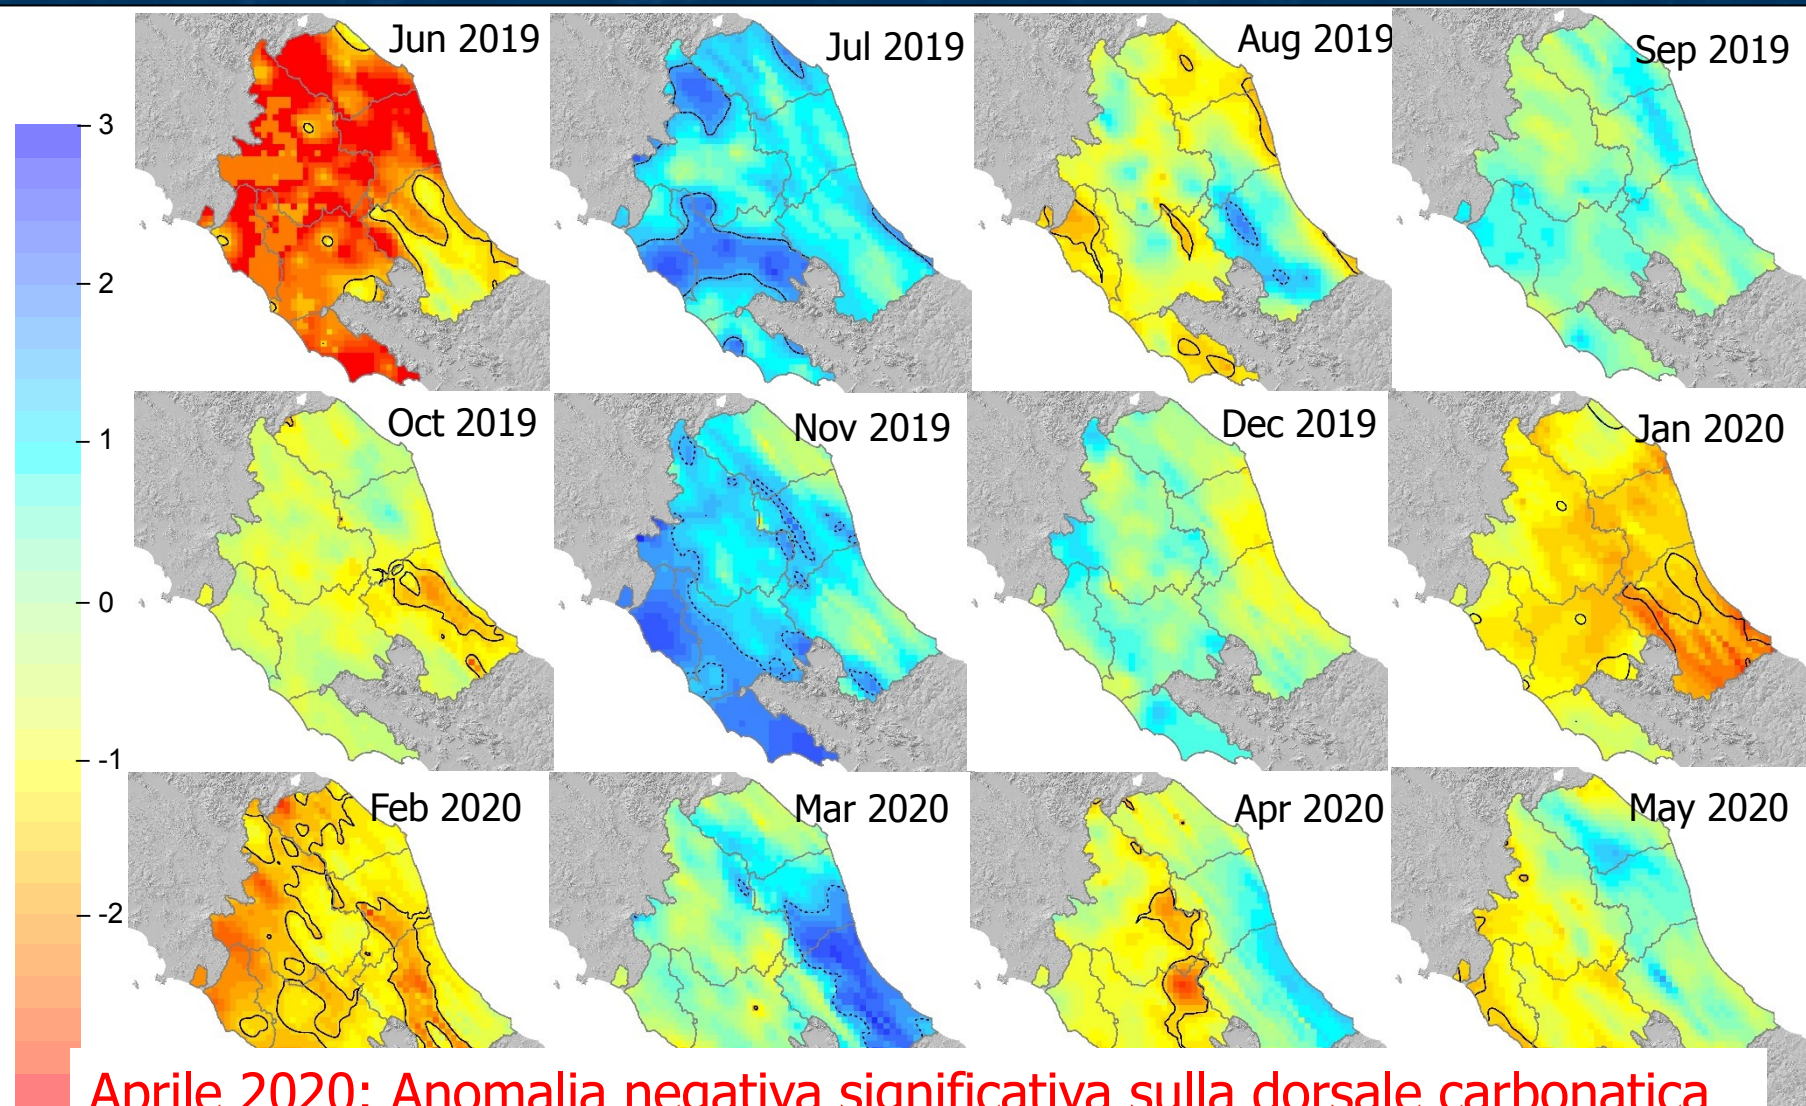 Jun 2019
Jul 2019
Aug 2019
Sep 2019
3
2
1
0
-1
-2
Oct 2019
Nov 2019
Dec 2019
Jan 2020
Feb 2020
Mar 2020
Apr 2020
May 2020
Aprile 2020: Anomalia negativa significativa sulla dorsale carbonatica